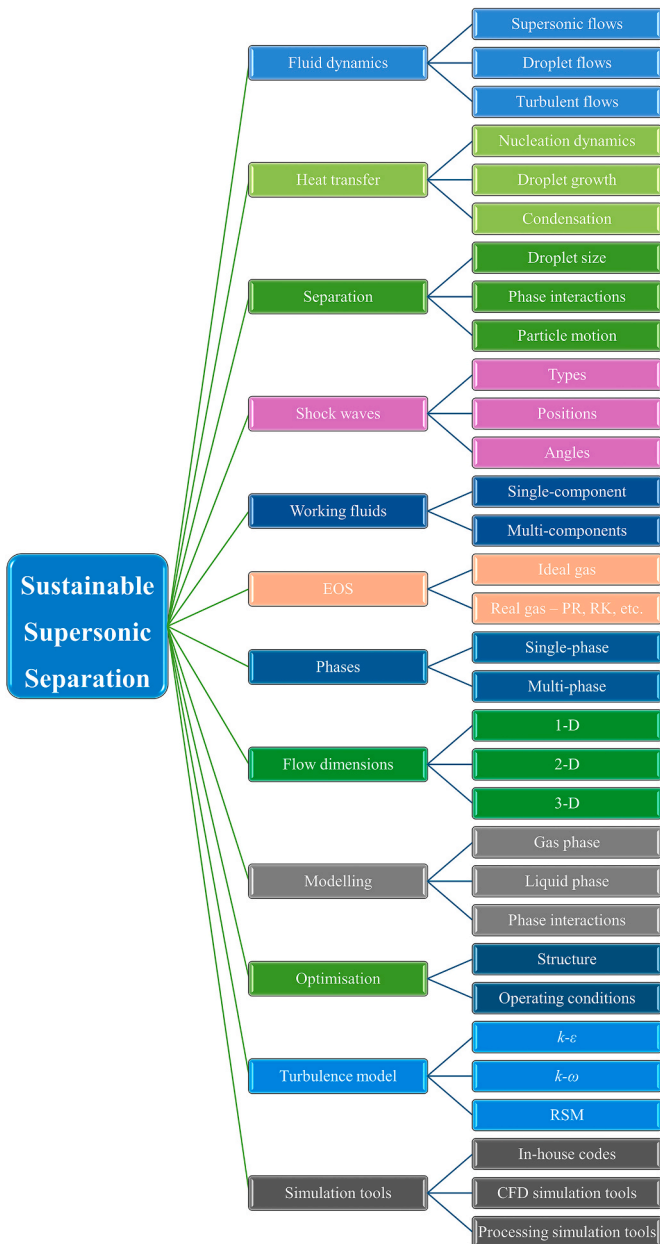 Sustainable
Supersonic
Separation
Fluid dynamics
Supersonic flows
Droplet flows
Turbulent flows
Heat transfer
Nucleation dynamics
Droplet growth
Condensation
Separation
Droplet size
Phase interactions
Particle motion
Shock waves
Types
Positions
Angles
Working fluids
Single-component
Multi-components
EOS
Ideal gas
Real gas – PR, RK, etc.
Phases
Single-phase
Multi-phase
Flow dimensions
1-D
2-D
3-D
Modelling
Gas phase
Liquid phase
Phase interactions
Optimisation
Structure
Operating conditions
Turbulence model
k-ε
k-ω
RSM
Simulation tools
In-house codes
CFD simulation tools
Processing simulation tools